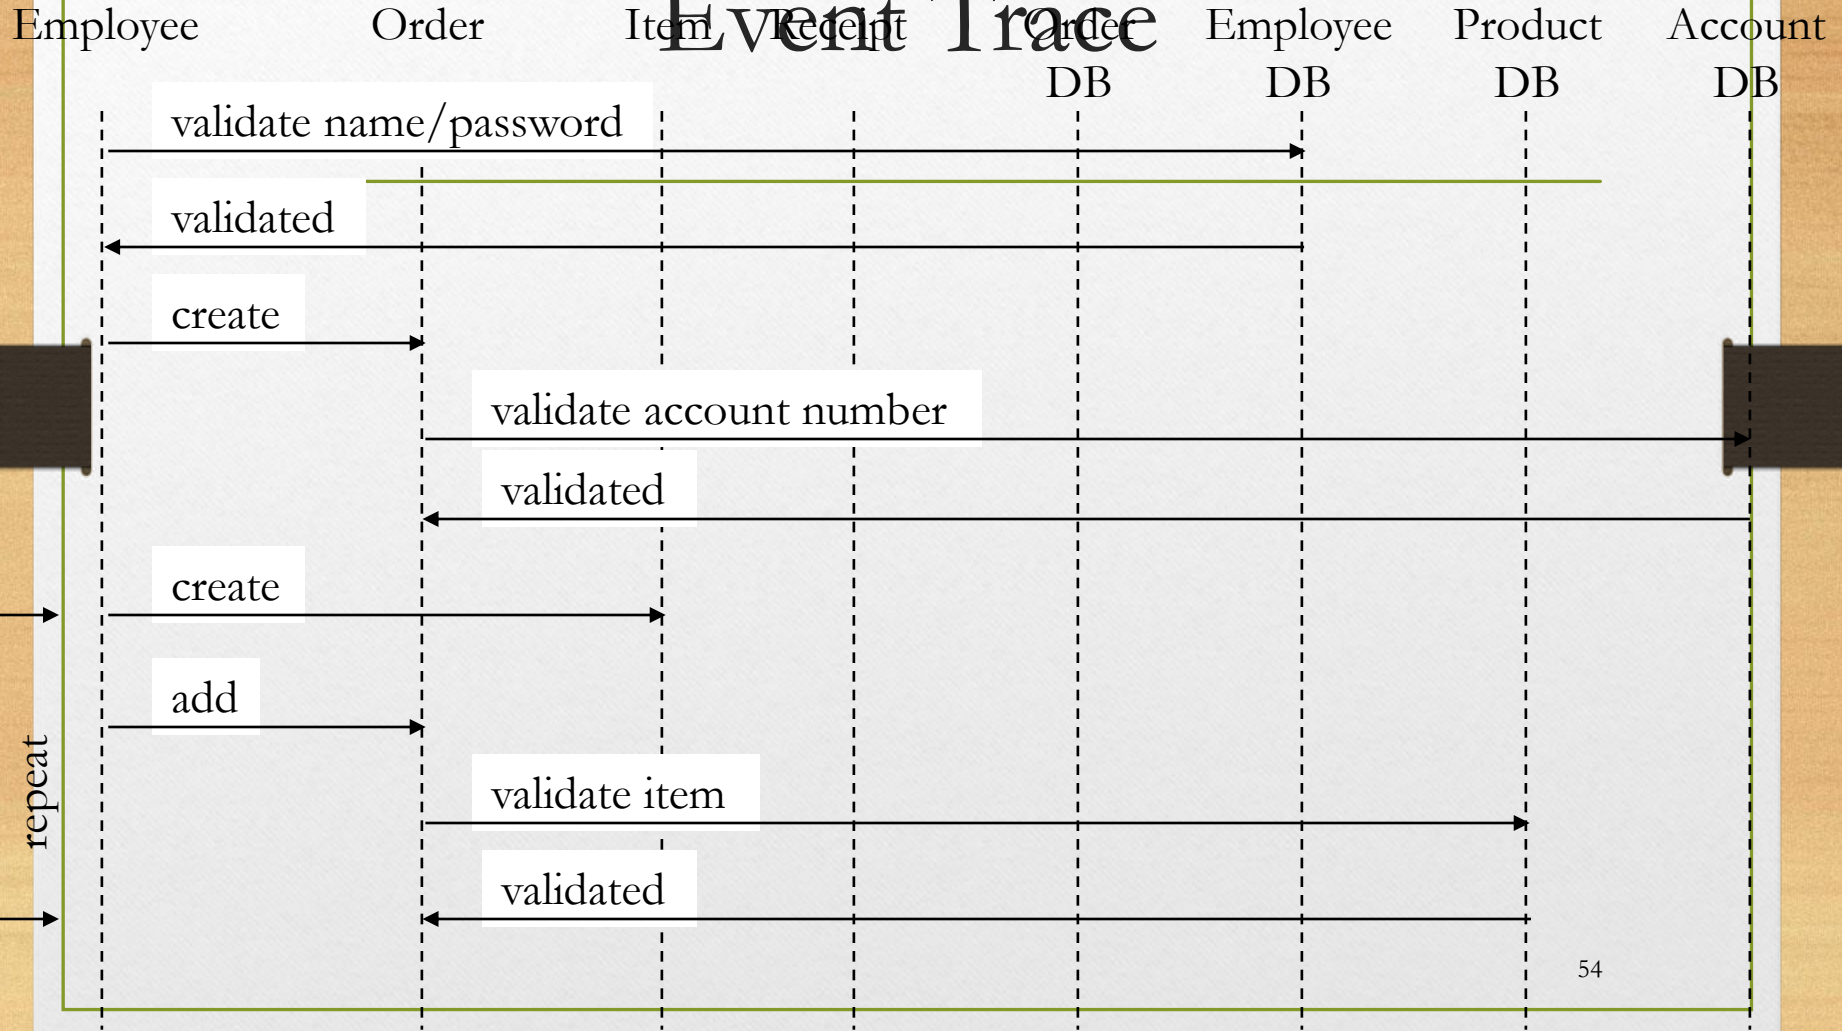 Event Trace
Employee Order Item Receipt Order Employee Product Account
DB DB DB DB
validate name/password
validated
create
validate account number
validated
create
add
repeat
validate item
validated
54